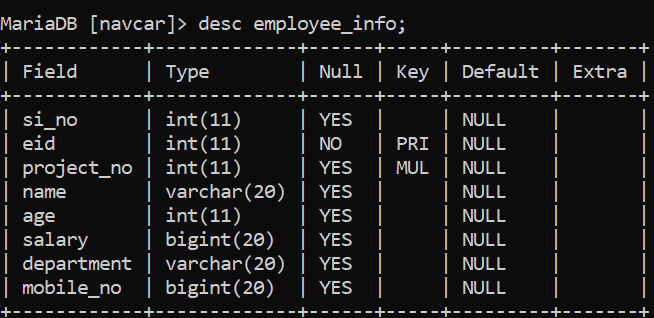 MariaDB [navcar]> desc employee_info;
+------------+-------------+------+-----+---------+-------+
| Field      | Type        | Null | Key | Default | Extra |
+------------+-------------+------+-----+---------+-------+
| si_no      | int(11)     | YES  |     | NULL    |       |
| eid        | int(11)     | NO   | PRI | NULL    |       |
| project_no | int(11)     | YES  | MUL | NULL    |       |
| name       | varchar(20) | YES  |     | NULL    |       |
| age        | int(11)     | YES  |     | NULL    |       |
| salary     | bigint(20)  | YES  |     | NULL    |       |
| department | varchar(20) | YES  |     | NULL    |       |
| mobile_no  | bigint(20)  | YES  |     | NULL    |       |
+------------+-------------+------+-----+---------+-------+